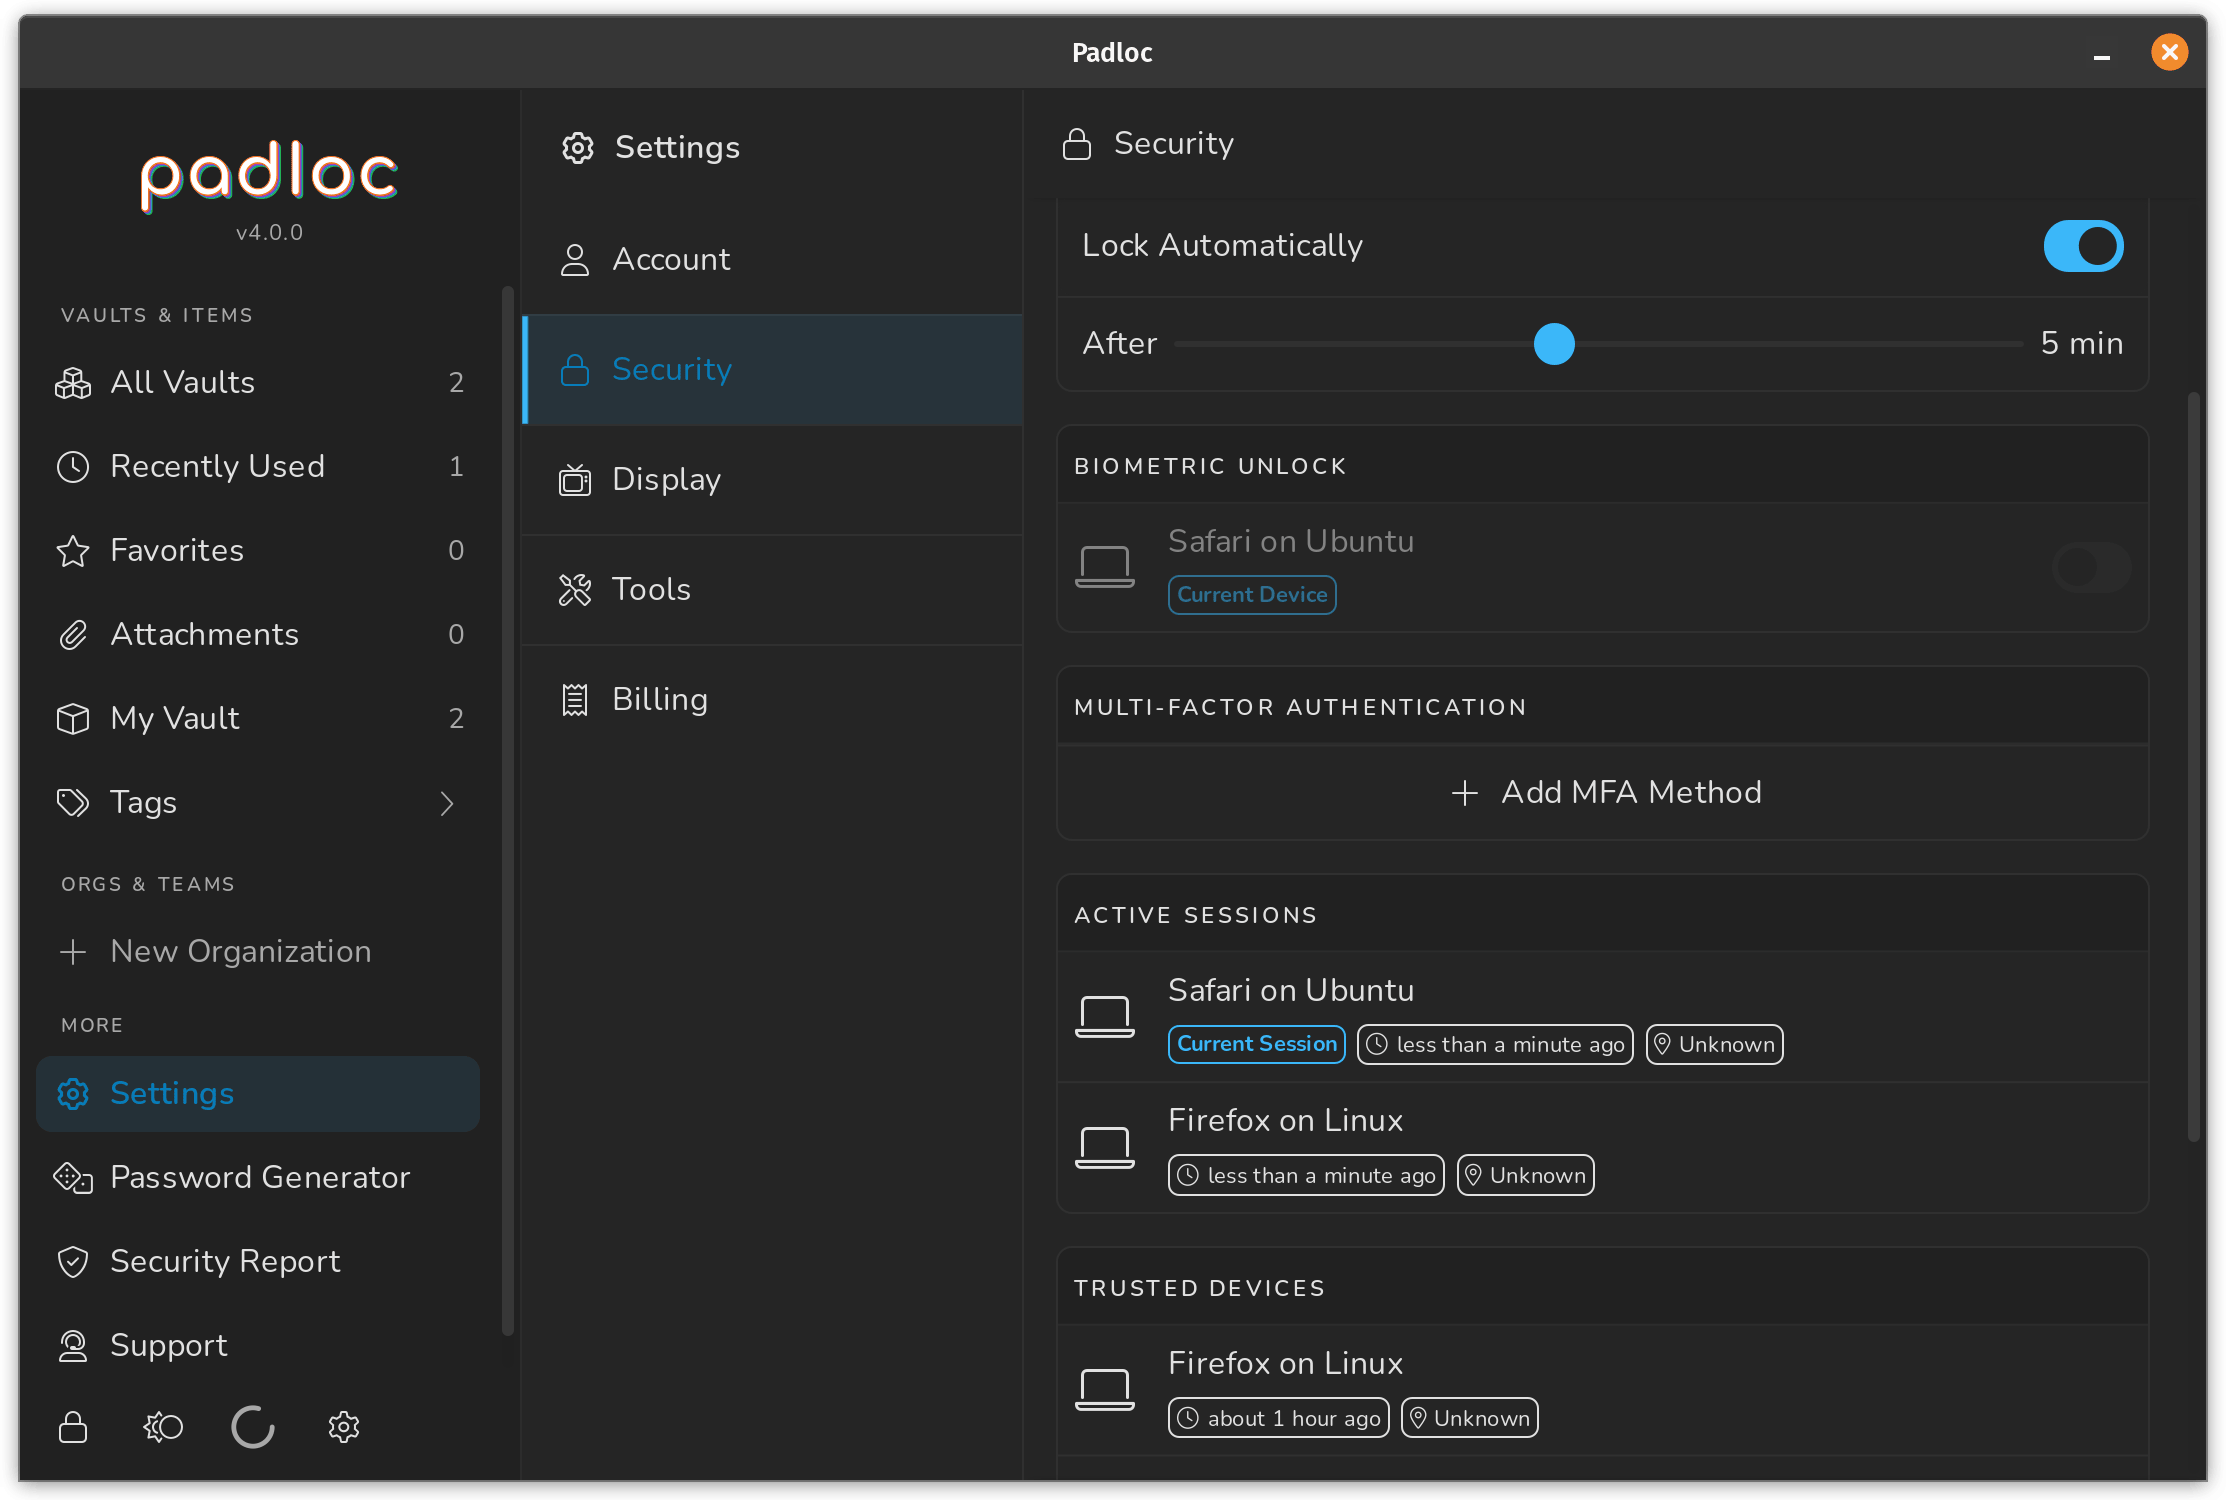 Padloc
padloc
v4.0.0
VAULTS & ITEMS
All Vaults 2
Recently Used 1
Favorites 0
Attachments 0
My Vault 2
Tags
ORGS & TEAMS
New Organization
MORE
Settings
Password Generator
Security Report
Support
Settings
Account
Security
Display
Tools
Billing
Security
Lock Automatically
After 5 min
BIOMETRIC UNLOCK
Safari on Ubuntu
Current Device
MULTI-FACTOR AUTHENTICATION
Add MFA Method
ACTIVE SESSIONS
Safari on Ubuntu
Current Session less than a minute ago Unknown
Firefox on Linux
less than a minute ago Unknown
TRUSTED DEVICES
Firefox on Linux
about 1 hour ago Unknown